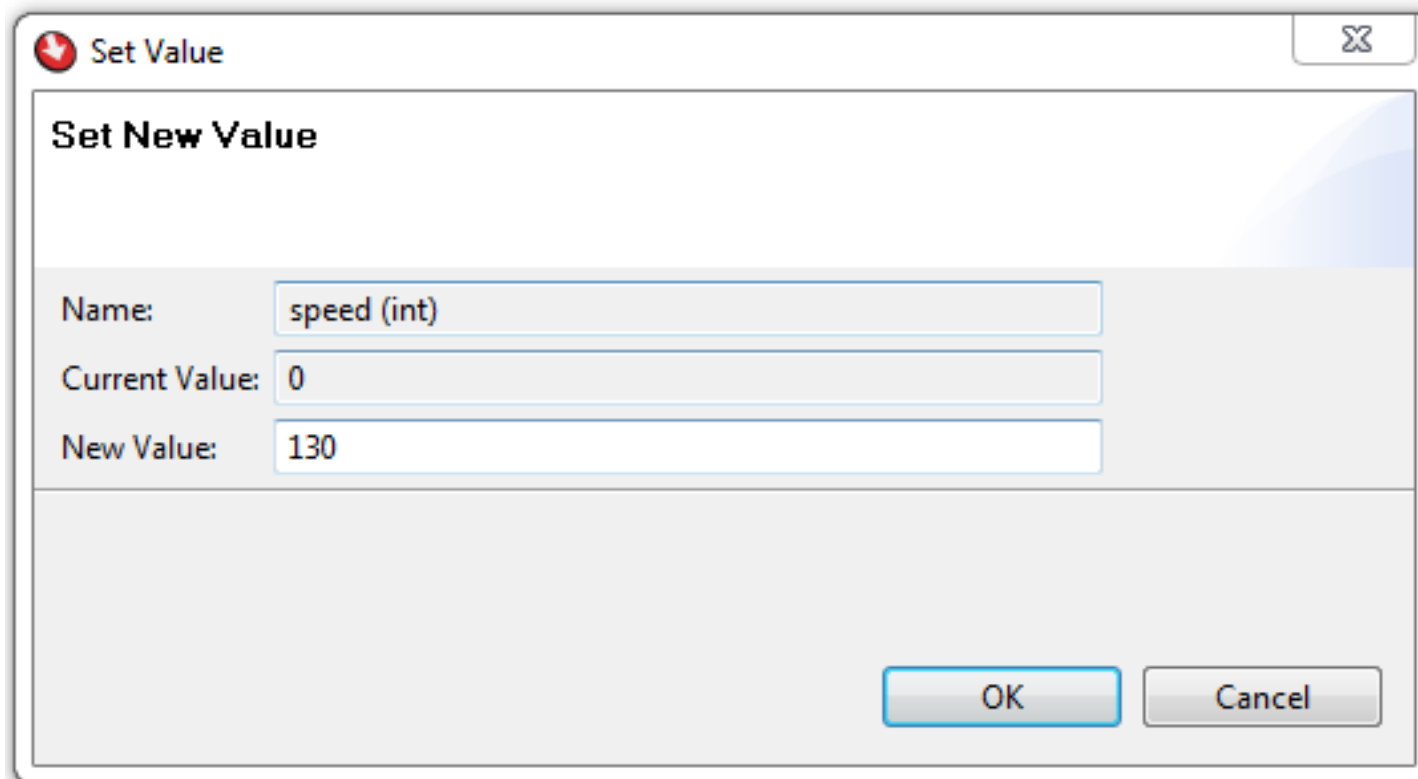 Set Value
Set New Value
Name: speed (int)
Current Value: 0
New Value: 130
OK Cancel